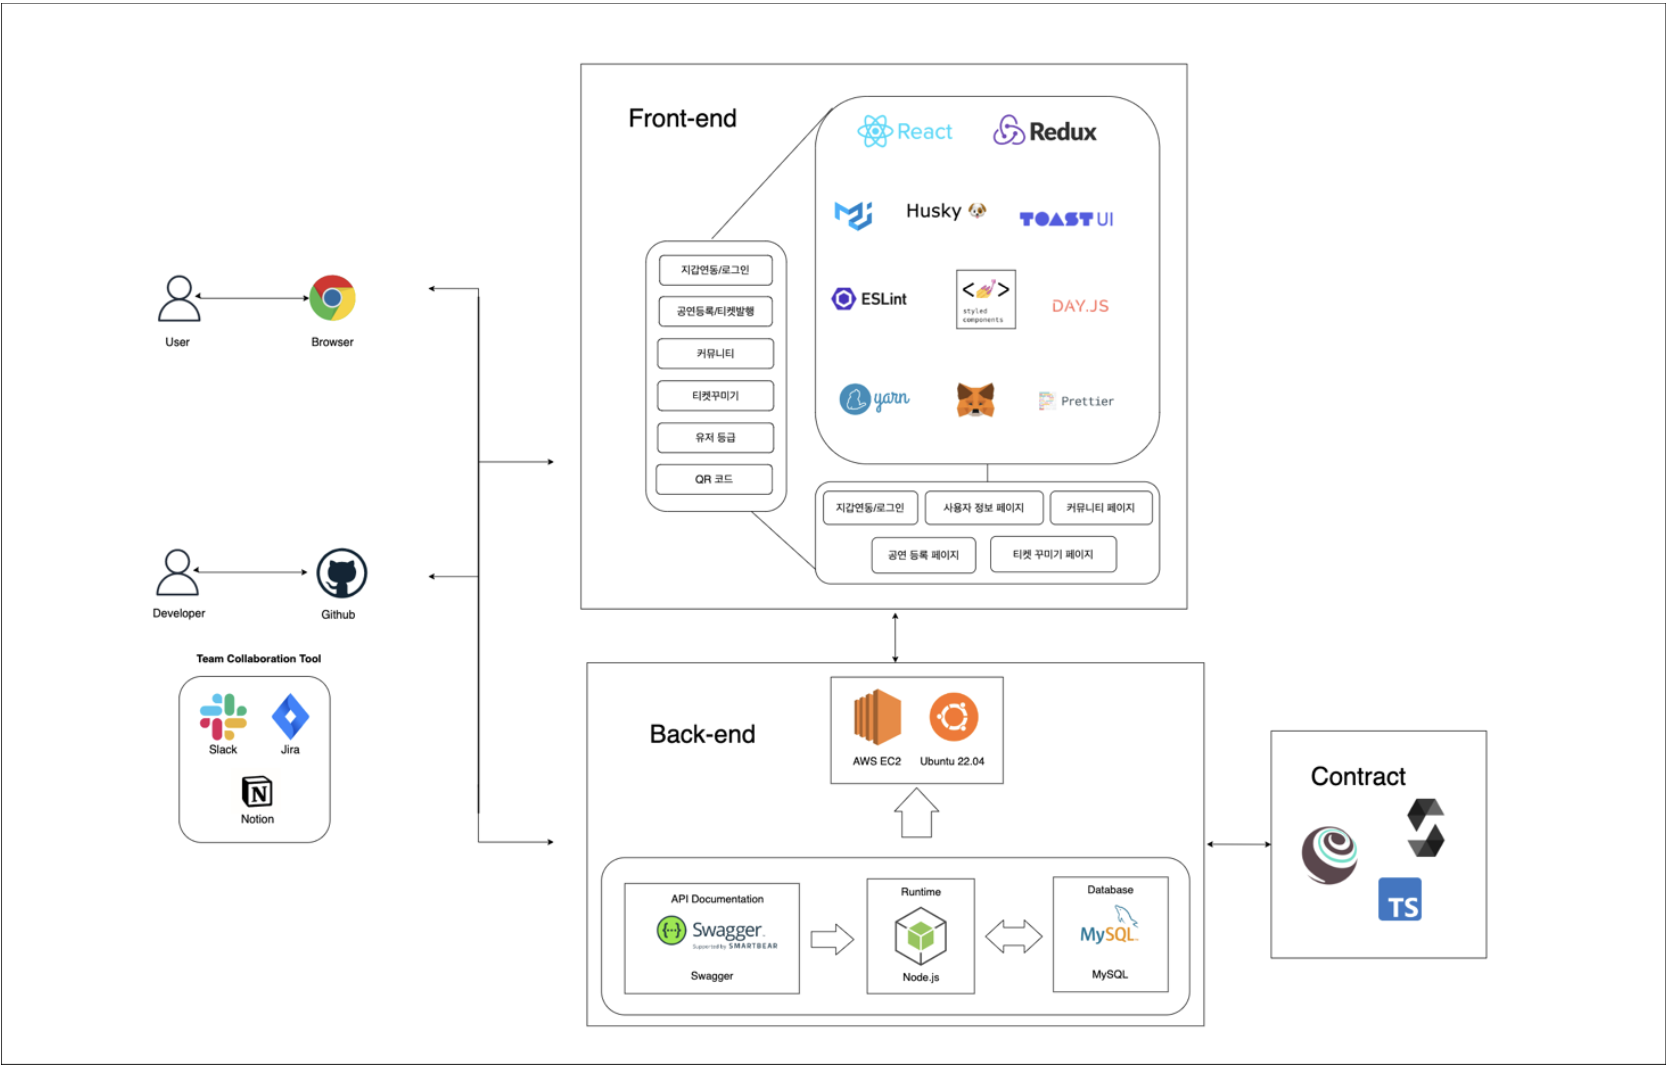 Front-end
React
Redux
Husky
TOAST UI
ESLint
styled
components
DAY.JS
yarn
Prettier
지갑연동/로그인
공연등록/티켓발행
커뮤니티
티켓꾸미기
유저 등급
QR 코드
지갑연동/로그인
사용자 정보 페이지
커뮤니티 페이지
공연 등록 페이지
티켓 꾸미기 페이지
User
Browser
Developer
Github
Team Collaboration Tool
Slack
Jira
N
Notion
Back-end
AWS EC2
Ubuntu 22.04
API Documentation
Swagger.
Supported by SMARTBEAR
Swagger
Runtime
Node.js
Database
MySQL
MySQL
Contract
TS